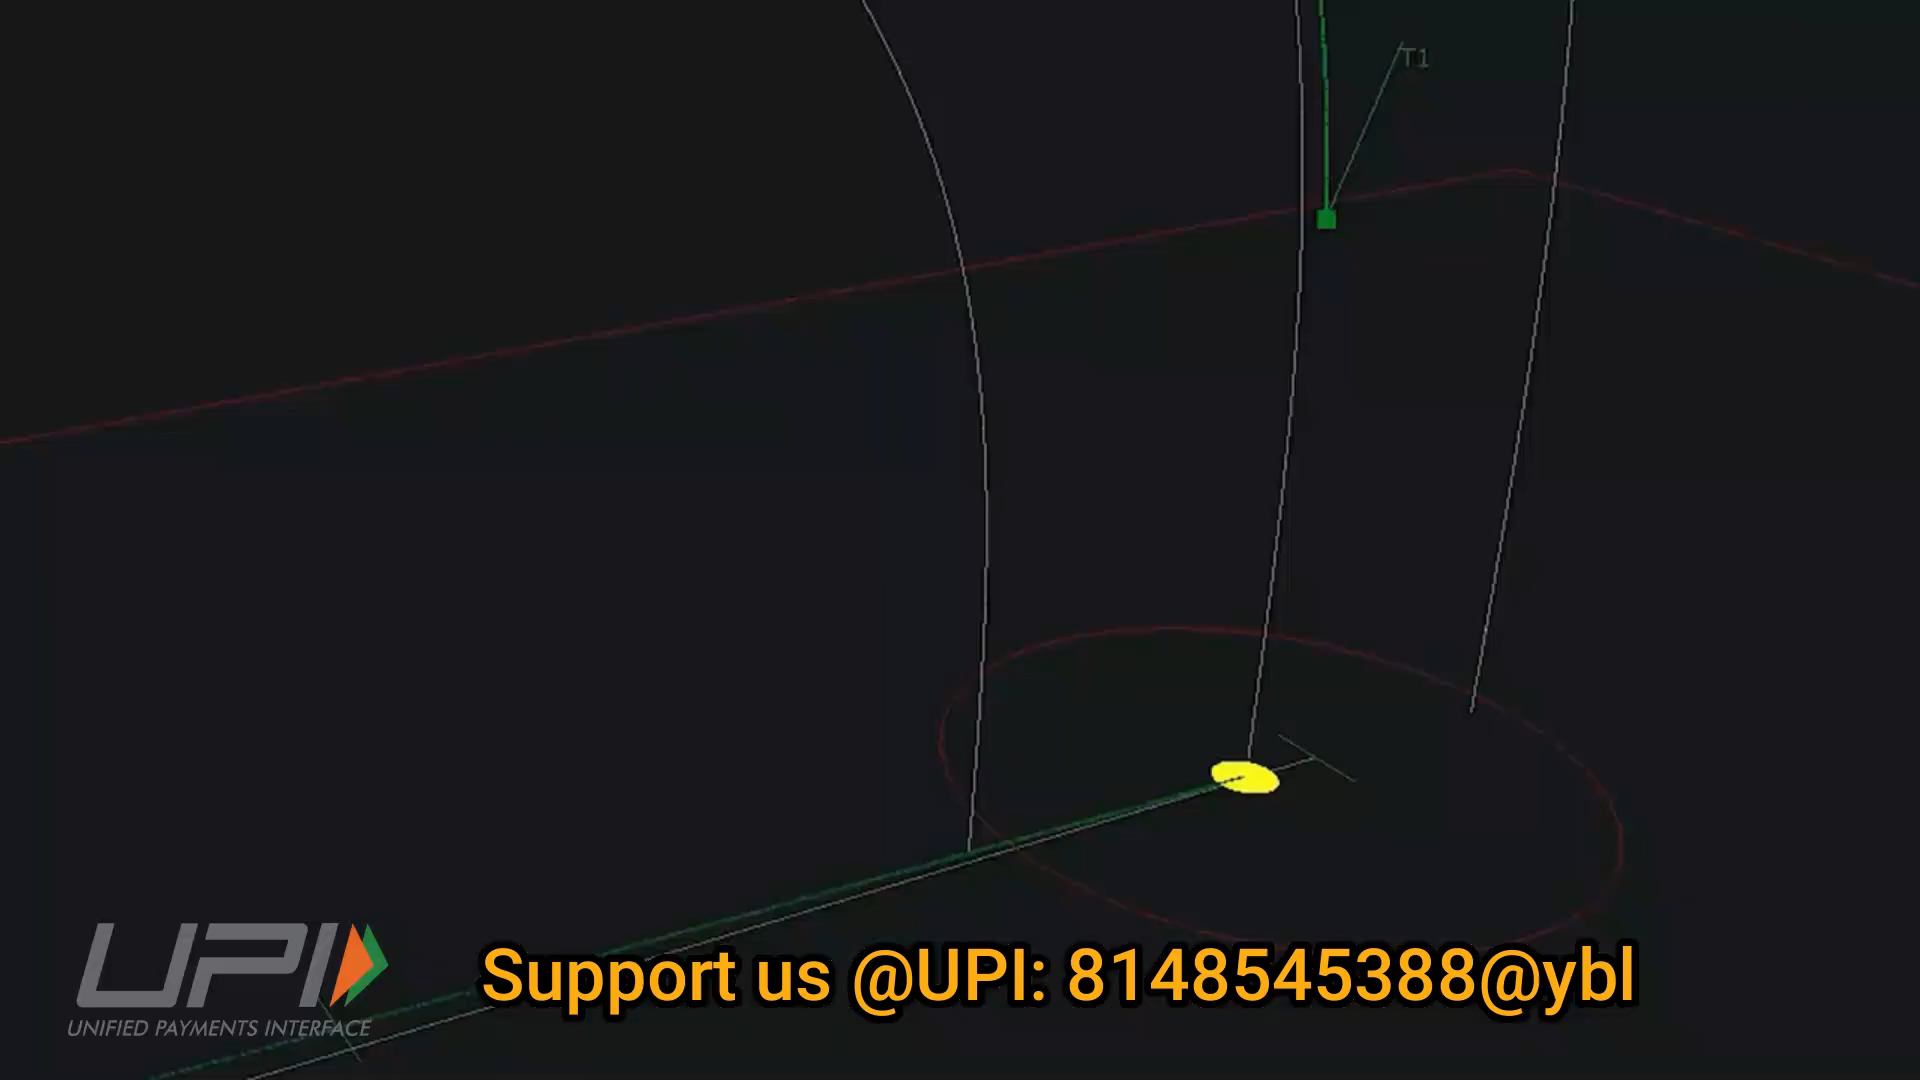 T1
UPI
UNIFIED PAYMENTS INTERFACE
Support us @UPI: 8148545388@ybl